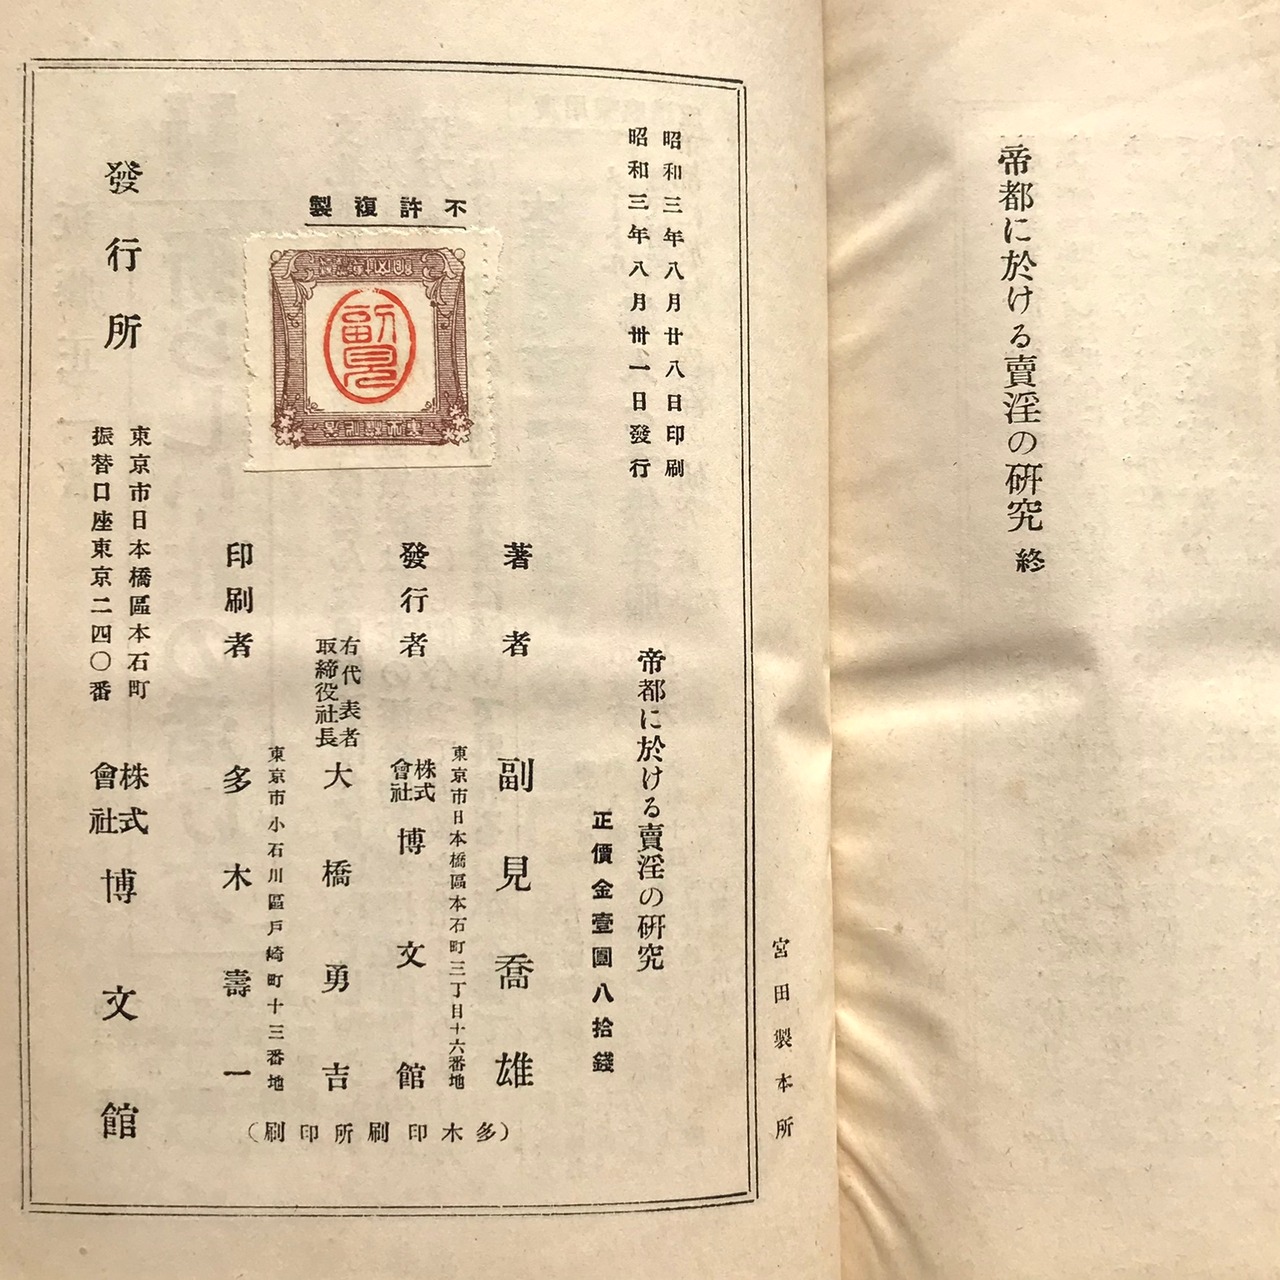 帝都に於ける賣淫の研究 終
宮田製本所
昭和三年八月廿八日印刷
昭和三年八月卅一日發行
帝都に於ける賣淫の研究
正價金壹圓八拾錢
不許複製
副見
著者 副見喬雄
東京市日本橋區本石町三丁目十六番地
發行者 株式會社 博文館
右代表者
取締役社長 大橋勇吉
東京市小石川區戸崎町十三番地
印刷者 多木壽一
(多木印刷所印刷)
發行所
東京市日本橋區本石町
振替口座東京二四〇番
株式會社 博文館